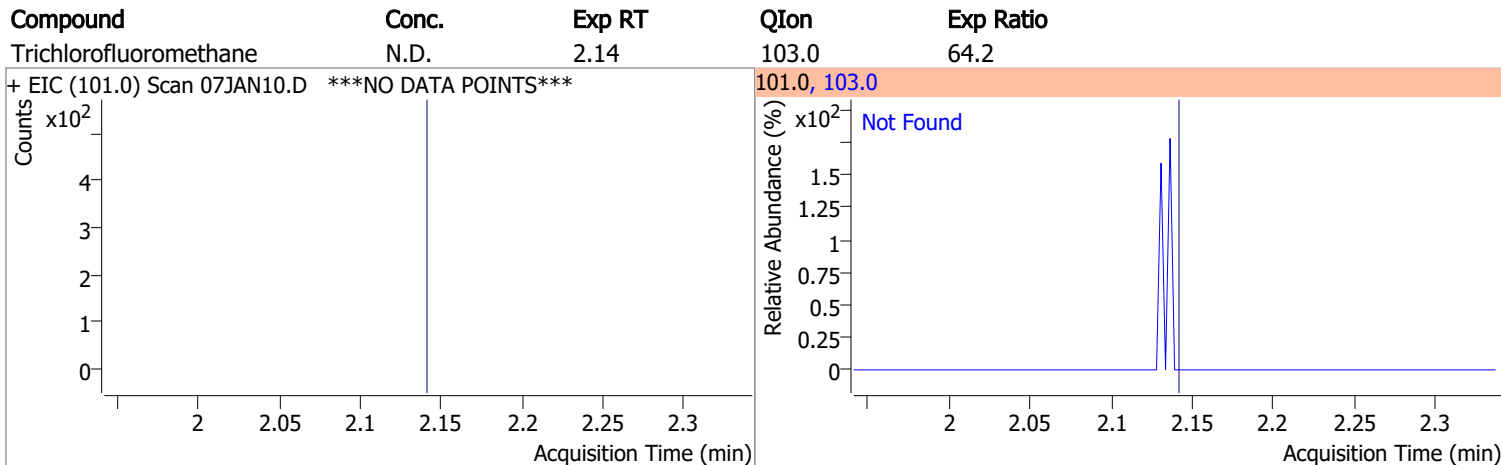 Compound Conc. Exp RT QIon Exp Ratio
Trichlorofluoromethane N.D. 2.14 103.0 64.2
+ EIC (101.0) Scan 07JAN10.D ***NO DATA POINTS***
Counts
x10²
4
3
2
1
0
2 2.05 2.1 2.15 2.2 2.25 2.3
Acquisition Time (min)
101.0, 103.0
Relative Abundance (%)
x10²
Not Found
1.5
1.25
1
0.75
0.5
0.25
0
2 2.05 2.1 2.15 2.2 2.25 2.3
Acquisition Time (min)